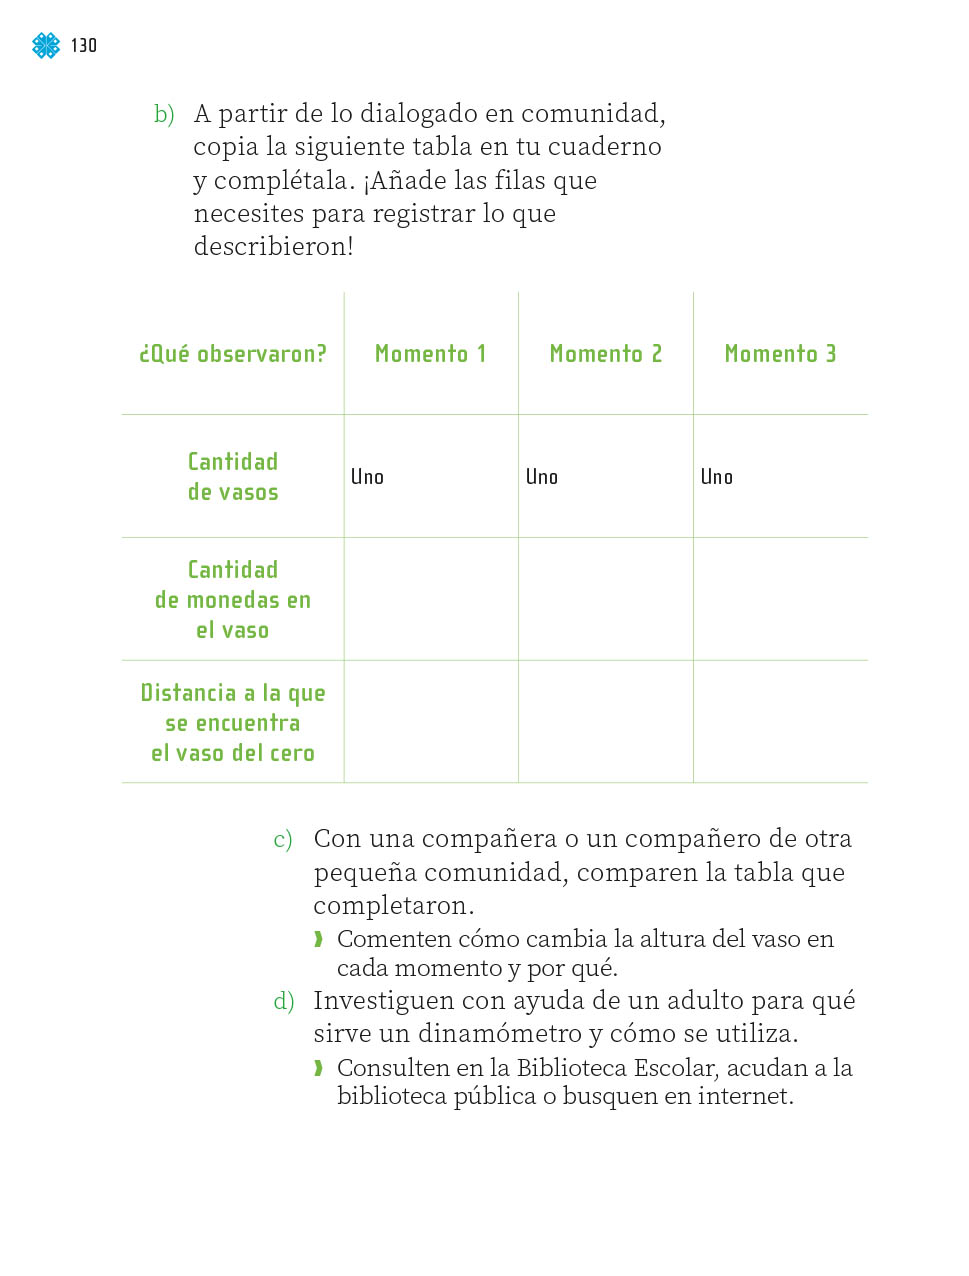 130
b) A partir de lo dialogado en comunidad,
copia la siguiente tabla en tu cuaderno
y complétala. ¡Añade las filas que
necesites para registrar lo que
describieron!
¿Qué observaron? Momento 1 Momento 2 Momento 3
Cantidad
de vasos
Uno Uno Uno
Cantidad
de monedas en
el vaso
Distancia a la que
se encuentra
el vaso del cero
c) Con una compañera o un compañero de otra
pequeña comunidad, comparen la tabla que
completaron.
Comenten cómo cambia la altura del vaso en
cada momento y por qué.
d) Investiguen con ayuda de un adulto para qué
sirve un dinamómetro y cómo se utiliza.
Consulten en la Biblioteca Escolar, acudan a la
biblioteca pública o busquen en internet.